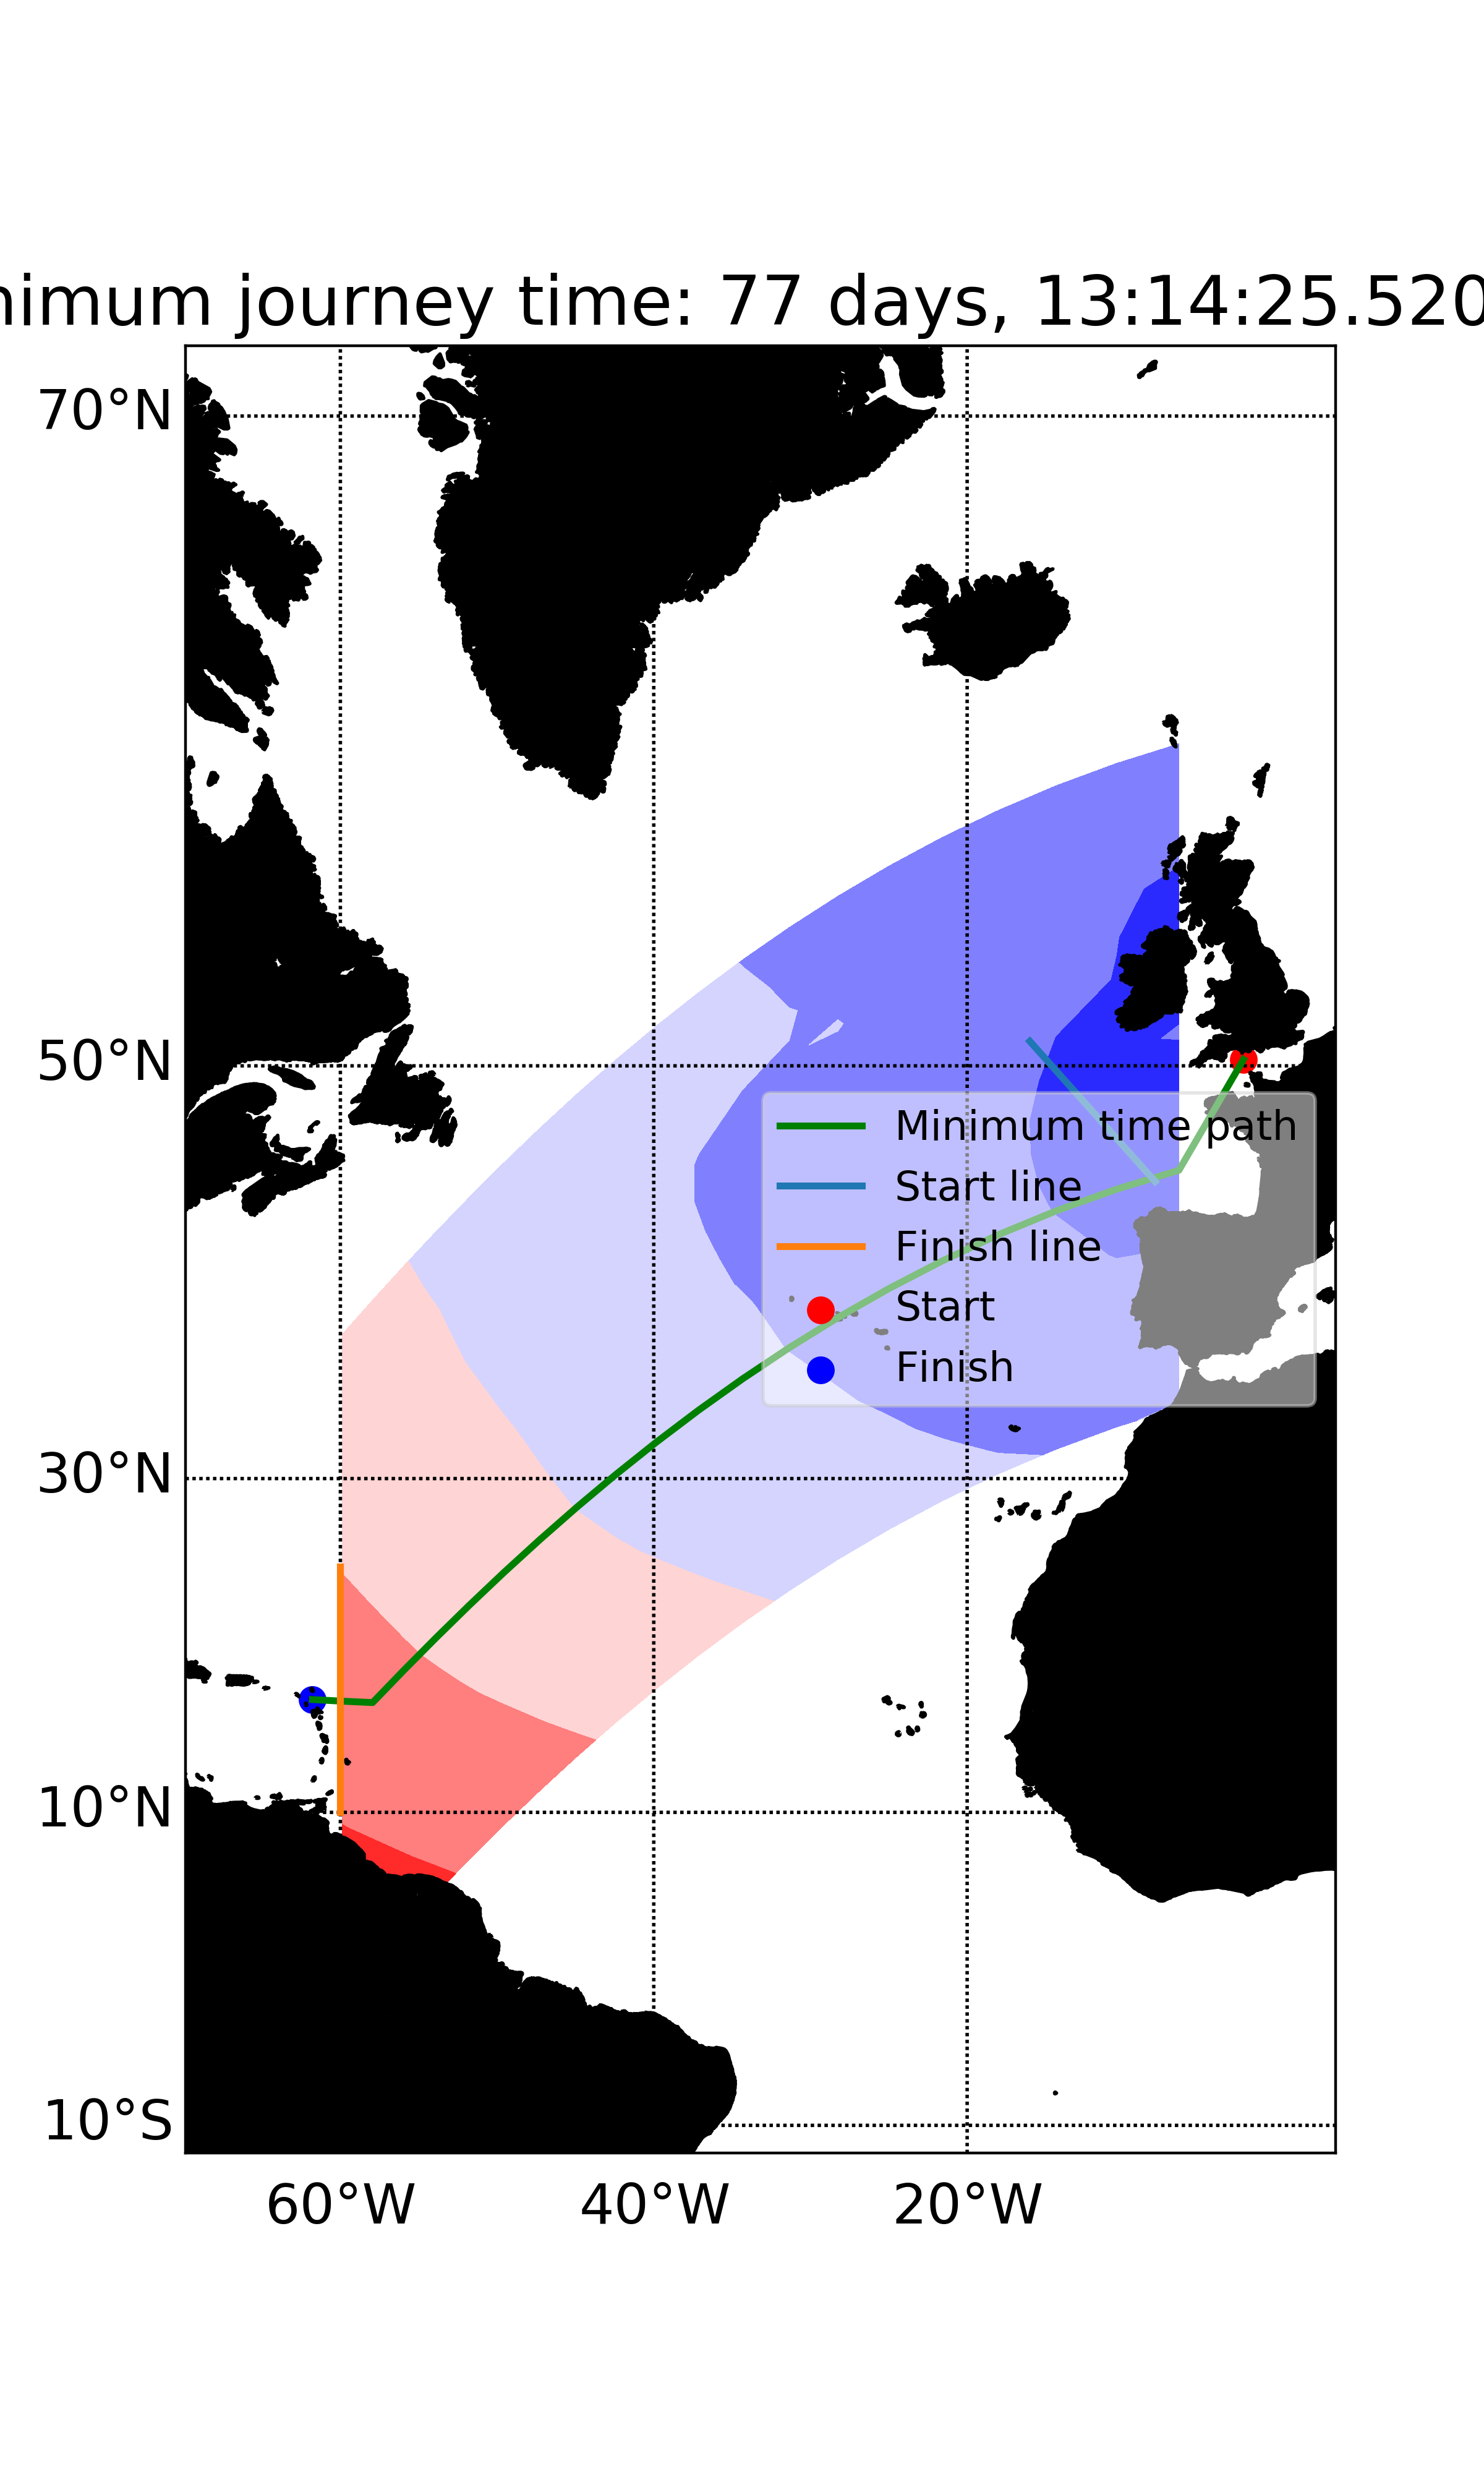 nimum journey time: 77 days, 13:14:25.520
70°N
50°N
Minimum time path
Start line
Finish line
Start
Finish
30°N
10°N
10°S
60°W 40°W 20°W